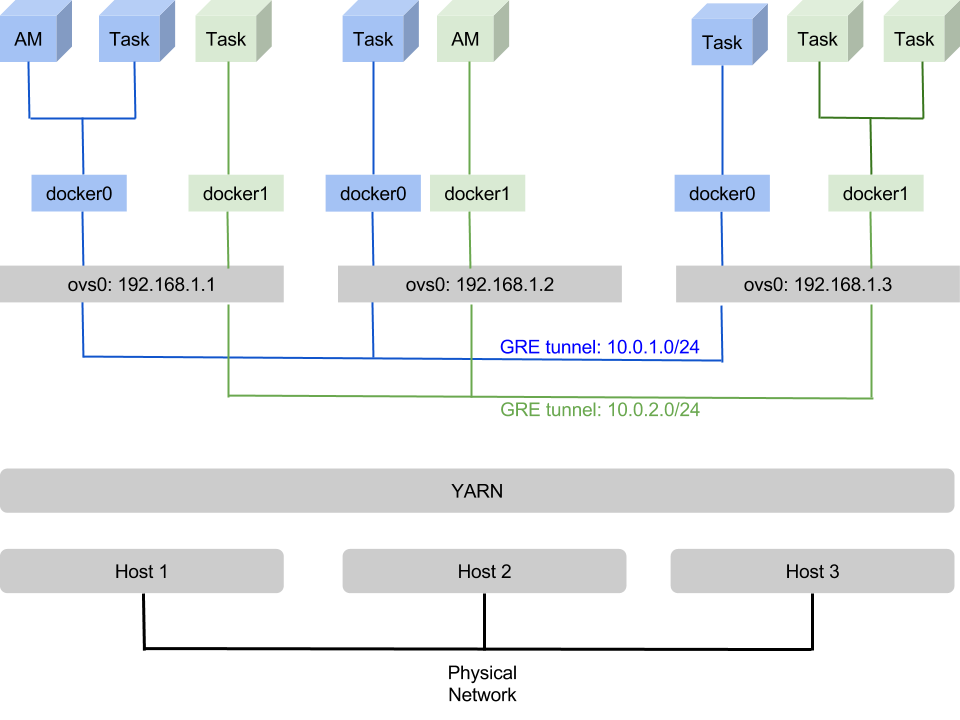 AM
Task
Task
Task
AM
Task
Task
Task
docker0
docker1
docker0
docker1
docker0
docker1
ovs0: 192.168.1.1
ovs0: 192.168.1.2
ovs0: 192.168.1.3
GRE tunnel: 10.0.1.0/24
GRE tunnel: 10.0.2.0/24
YARN
Host 1
Host 2
Host 3
Physical
Network